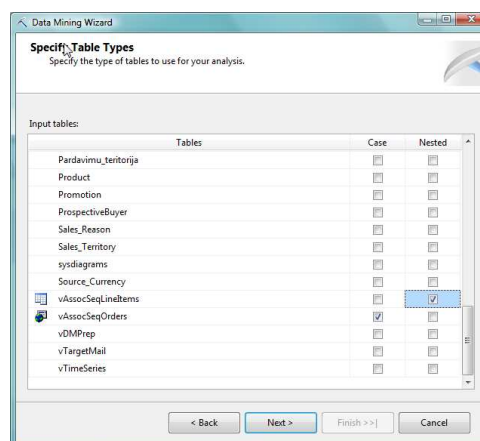 Data Mining Wizard
Specify Table Types
Specify the type of tables to use for your analysis.
Input tables:
Tables Case Nested
Pardavimu_teritorija
Product
Promotion
ProspectiveBuyer
Sales_Reason
Sales_Territory
sysdiagrams
Source_Currency
vAssocSeqLineItems
vAssocSeqOrders
vDMPrep
vTargetMail
vTimeSeries
< Back Next > Finish >>| Cancel